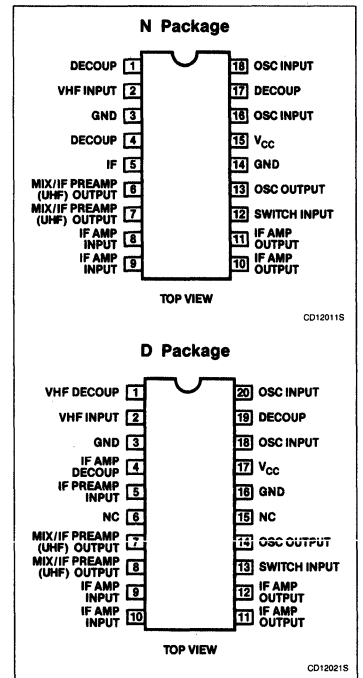 N Package
DECOUP 1
18 OSC INPUT
VHF INPUT 2
17 DECOUP
GND 3
16 OSC INPUT
DECOUP 4
15 VCC
IF 5
14 GND
MIX/IF PREAMP
(UHF) OUTPUT 6
13 OSC OUTPUT
MIX/IF PREAMP
(UHF) OUTPUT 7
12 SWITCH INPUT
IF AMP
INPUT 8
11 IF AMP
OUTPUT
IF AMP
INPUT 9
10 IF AMP
OUTPUT
TOP VIEW
CD12011S
D Package
VHF DECOUP 1
20 OSC INPUT
VHF INPUT 2
19 DECOUP
GND 3
18 OSC INPUT
IF AMP
DECOUP 4
17 VCC
IF PREAMP
INPUT 5
16 GND
NC 6
15 NC
MIX/IF PREAMP
(UHF) OUTPUT 7
14 OSC OUTPUT
MIX/IF PREAMP
(UHF) OUTPUT 8
13 SWITCH INPUT
IF AMP
INPUT 9
12 IF AMP
OUTPUT
IF AMP
INPUT 10
11 IF AMP
OUTPUT
TOP VIEW
CD12021S